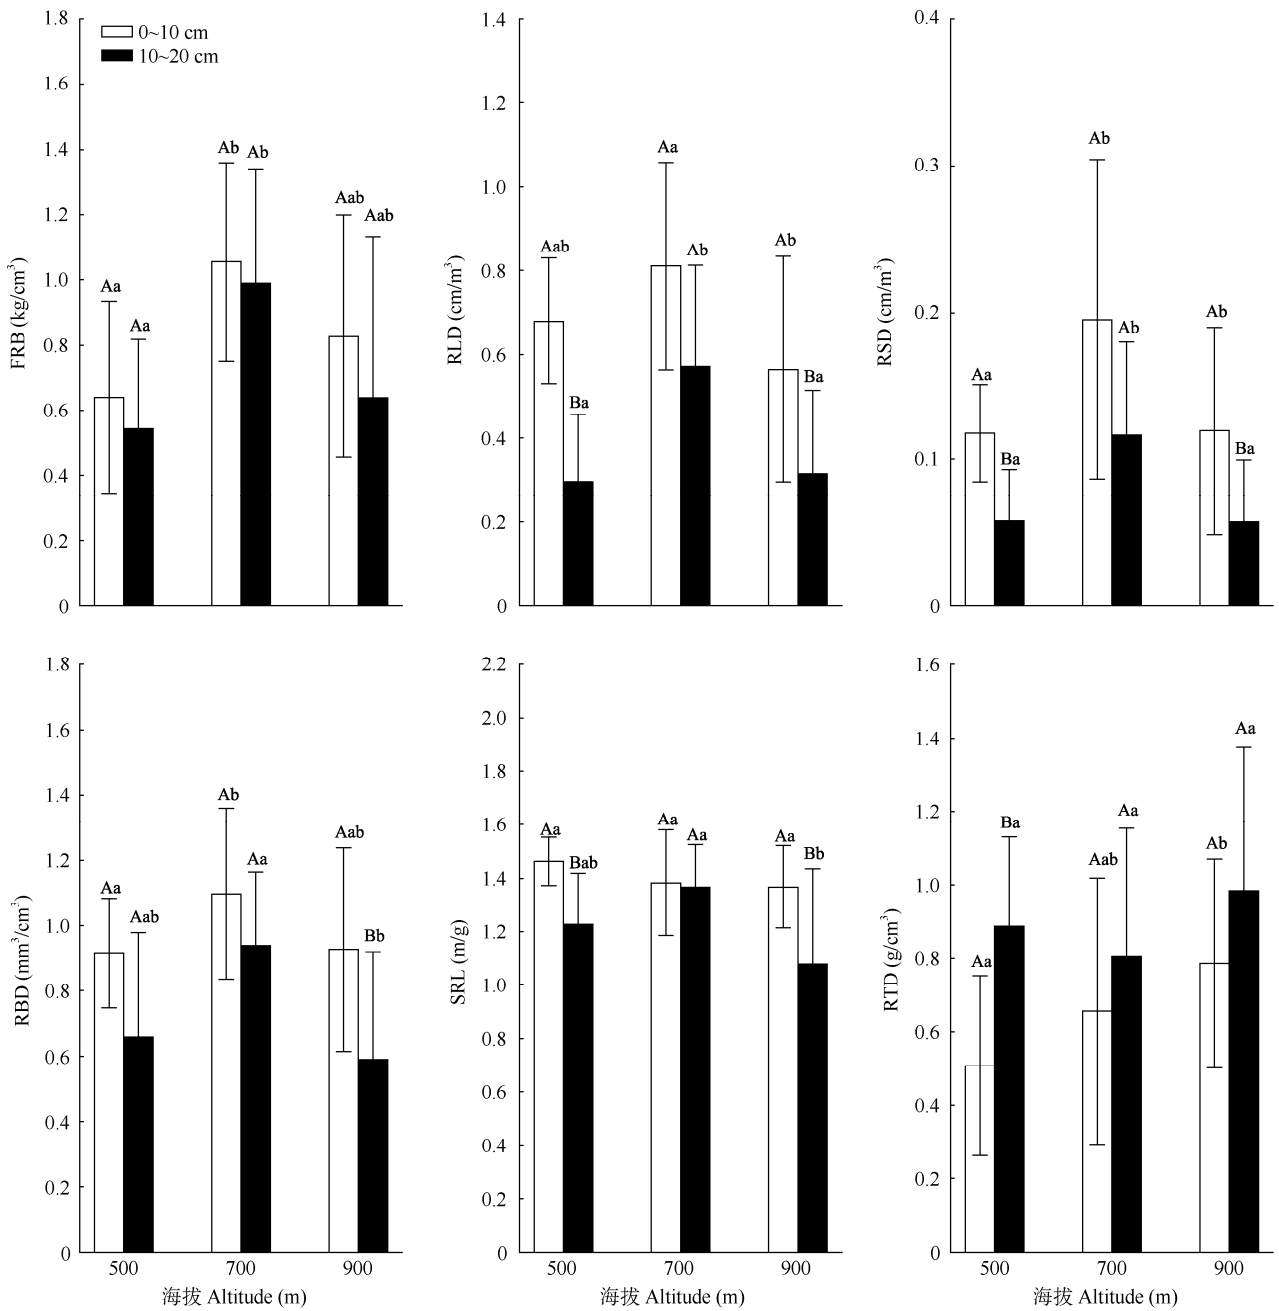 0~10 cm
10~20 cm
FRB (kg/cm³)
1.8
1.6
1.4
1.2
1.0
0.8
0.6
0.4
0.2
0
Aa
Aa
Ab
Ab
Aab
Aab
RLD (cm/m³)
1.4
1.2
1.0
0.8
0.6
0.4
0.2
0
Aab
Ba
Aa
Ab
Ab
Ba
RSD (cm/m³)
0.4
0.3
0.2
0.1
0
Aa
Ba
Ab
Ab
Ab
Ba
RBD (mm³/cm³)
1.8
1.6
1.4
1.2
1.0
0.8
0.6
0.4
0.2
0
Aa
Aab
Ab
Aa
Aab
Bb
500 700 900
海拔 Altitude (m)
SRL (m/g)
2.2
2.0
1.8
1.6
1.4
1.2
1.0
0.8
0.6
0.4
0.2
0
Aa
Bab
Aa
Aa
Aa
Bb
500 700 900
海拔 Altitude (m)
RTD (g/cm³)
1.6
1.4
1.2
1.0
0.8
0.6
0.4
0.2
0
Aa
Ba
Aab
Aa
Ab
Aa
500 700 900
海拔 Altitude (m)